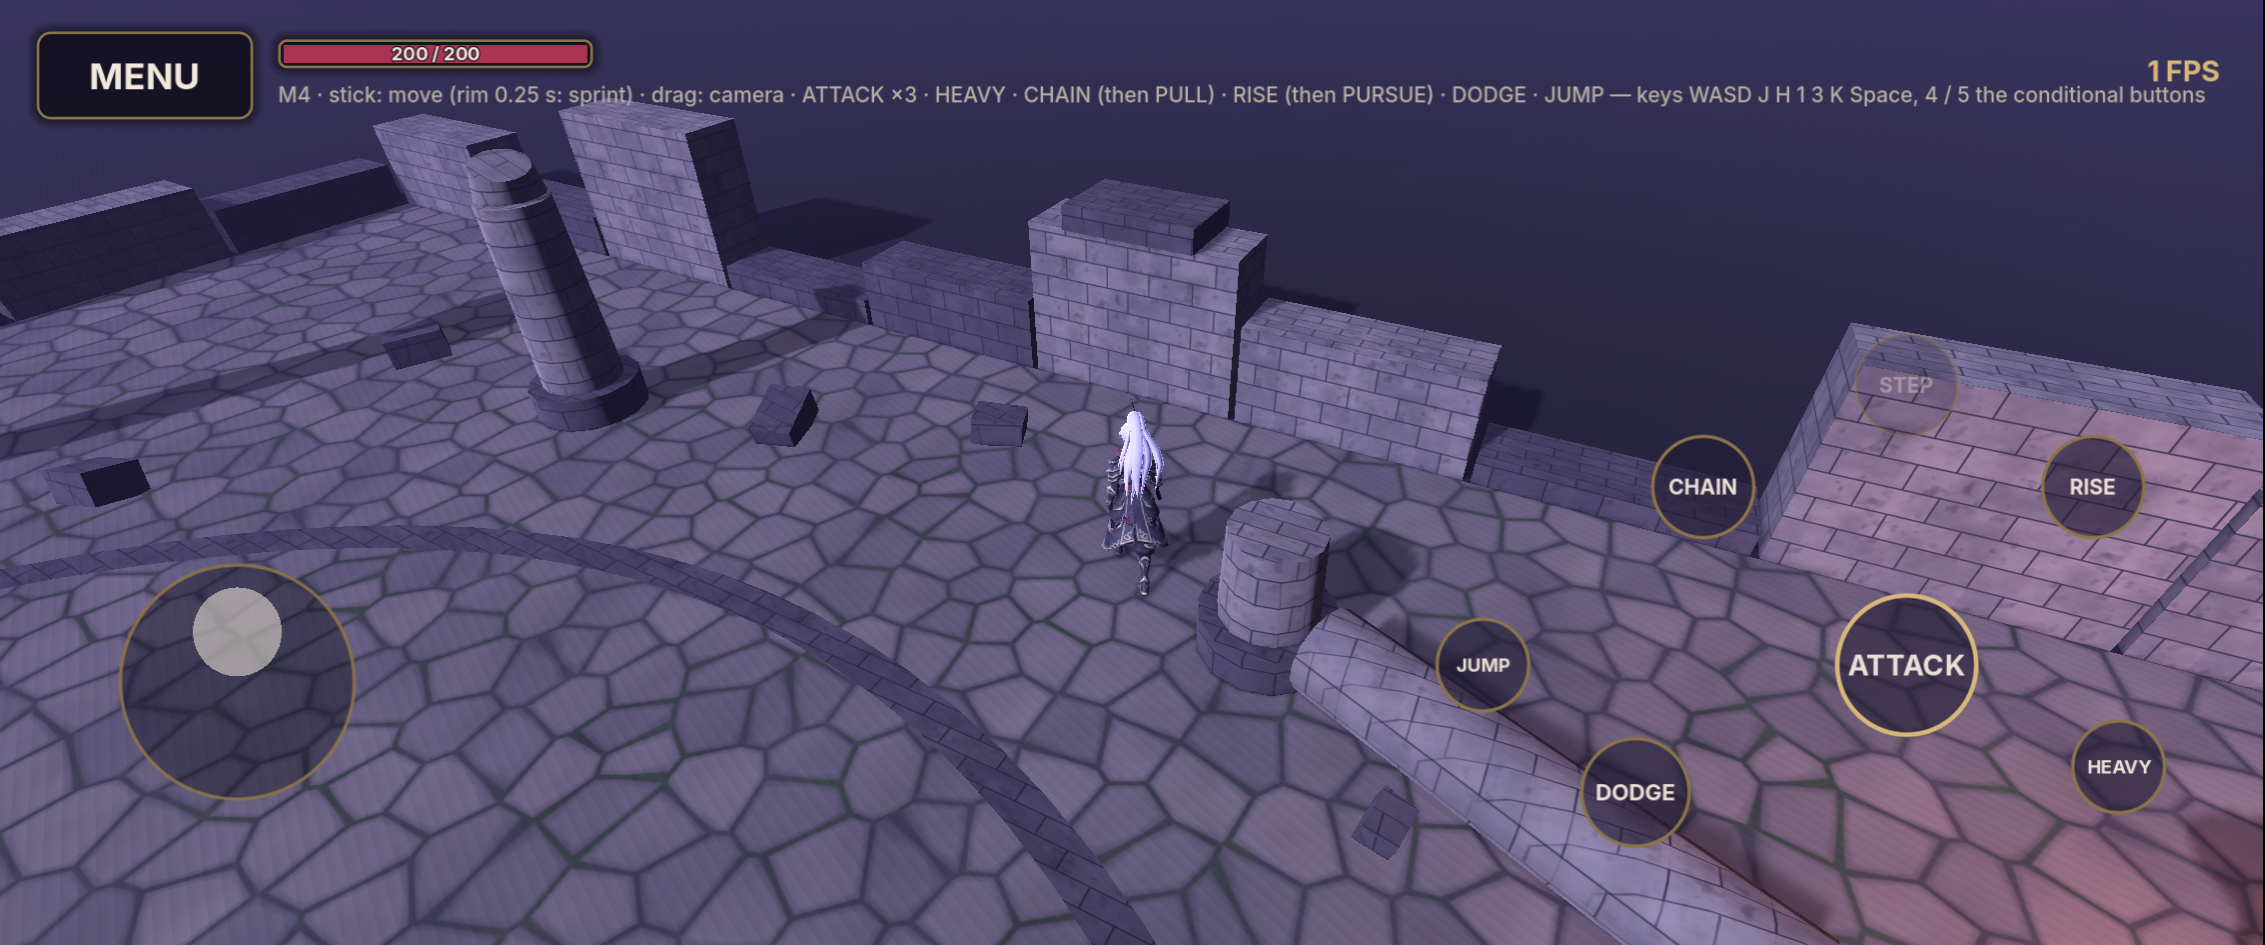 MENU
200 / 200
1 FPS
M4 · stick: move (rim 0.25 s: sprint) · drag: camera · ATTACK ×3 · HEAVY · CHAIN (then PULL) · RISE (then PURSUE) · DODGE · JUMP — keys WASD J H 1 3 K Space, 4 / 5 the conditional buttons
STEP
CHAIN
RISE
JUMP
ATTACK
HEAVY
DODGE